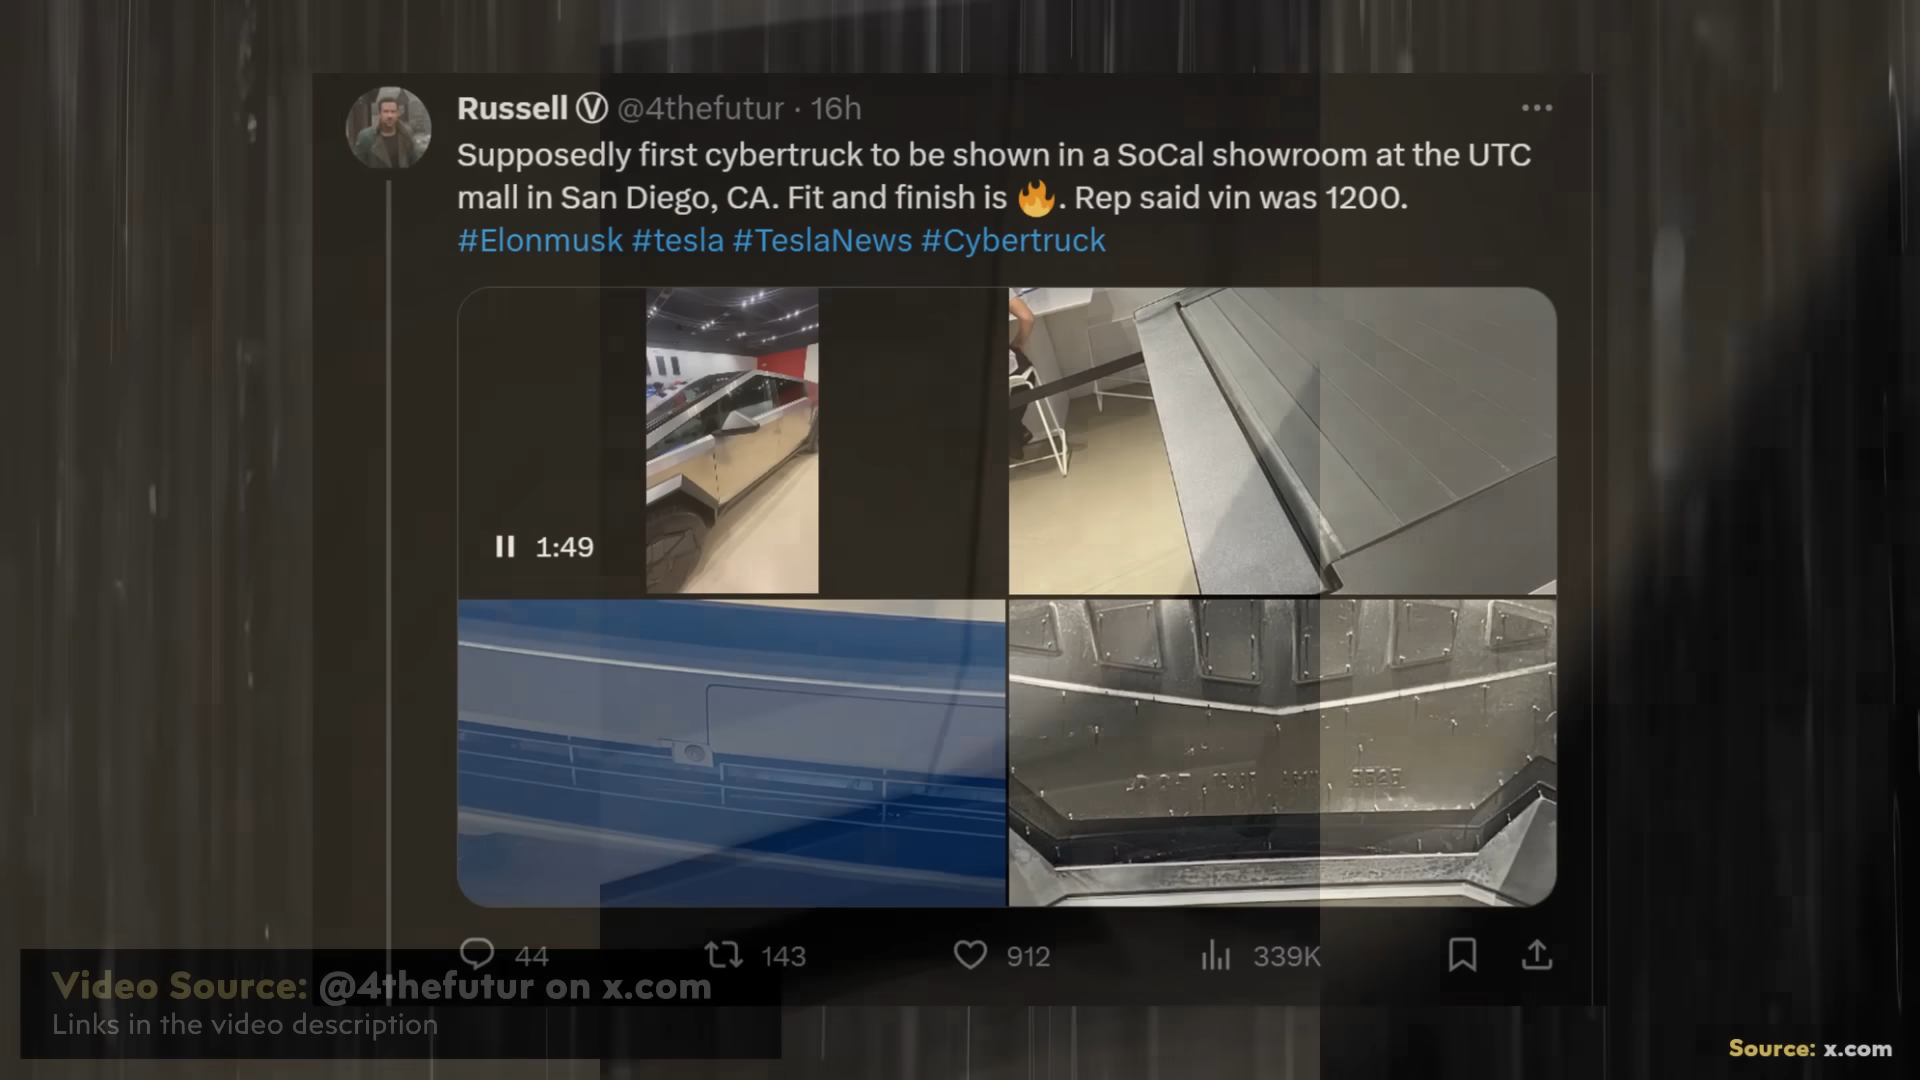 Russell Ⓥ @4thefutur · 16h
Supposedly first cybertruck to be shown in a SoCal showroom at the UTC
mall in San Diego, CA. Fit and finish is 🔥. Rep said vin was 1200.
#Elonmusk #tesla #TeslaNews #Cybertruck
1:49
44 143 912 339K
Video Source: @4thefutur on x.com
Links in the video description
Source: x.com